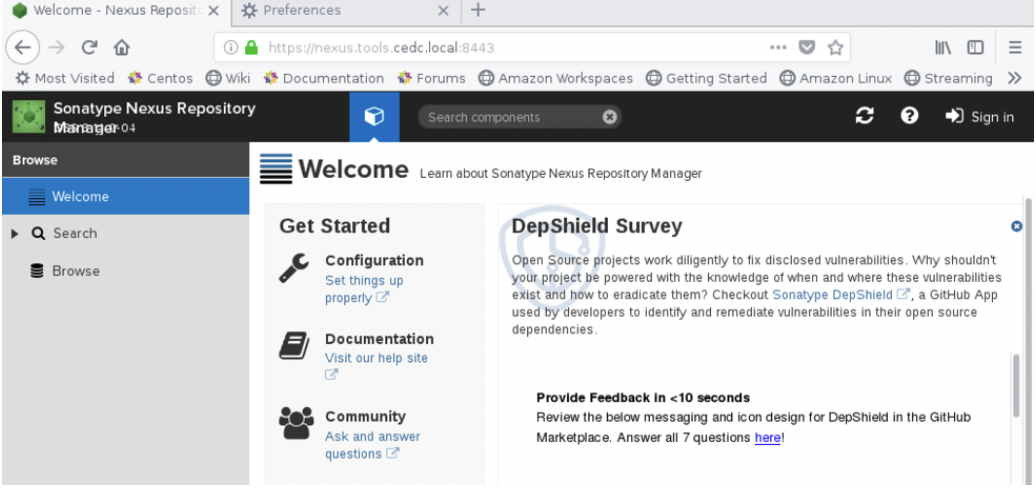 Welcome - Nexus Reposito
Preferences
https://nexus.tools.cedc.local:8443
Most Visited Centos Wiki Documentation Forums Amazon Workspaces Getting Started Amazon Linux Streaming
Sonatype Nexus Repository
Manager
Search components
Sign in
Browse
Welcome
Search
Browse
Welcome Learn about Sonatype Nexus Repository Manager
Get Started
Configuration
Set things up
properly
Documentation
Visit our help site
Community
Ask and answer
questions
DepShield Survey
Open Source projects work diligently to fix disclosed vulnerabilities. Why shouldn't
your project be powered with the knowledge of when and where these vulnerabilities
exist and how to eradicate them? Checkout Sonatype DepShield, a GitHub App
used by developers to identify and remediate vulnerabilities in their open source
dependencies.
Provide Feedback in <10 seconds
Review the below messaging and icon design for DepShield in the GitHub
Marketplace. Answer all 7 questions here!